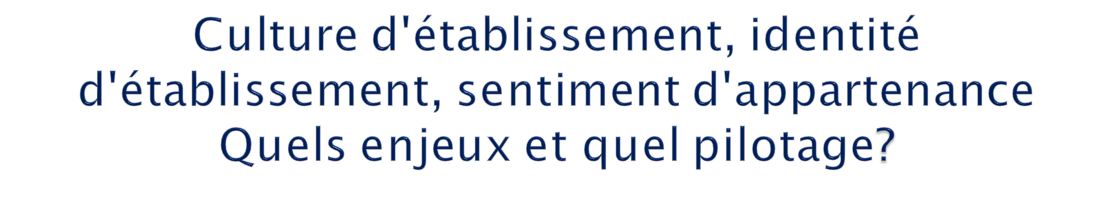 Culture d'établissement, identité
d'établissement, sentiment d'appartenance
Quels enjeux et quel pilotage?